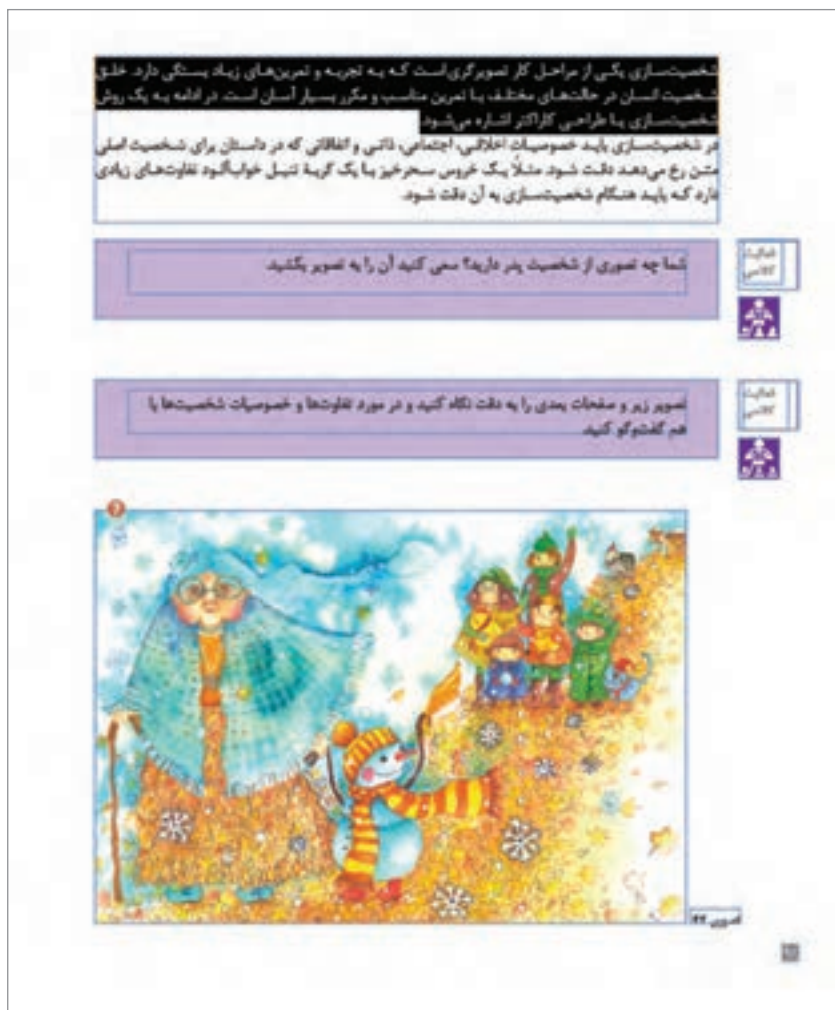 شخصیت‌سازی یکی از مراحل کار تصویرگری است که به تجربه و تمرین‌های زیاد بستگی دارد. خلق
شخصیت انسان در حالت‌های مختلف با تمرین مناسب و مکرر بسیار آسان است. در ادامه به یک روش
شخصیت‌سازی یا طراحی کاراکتر اشاره می‌شود.
در شخصیت‌سازی باید خصوصیات اخلاقی، اجتماعی، ذاتی و اتفاقاتی که در داستان برای شخصیت اصلی
متن رخ می‌دهد دقت شود. مثلاً یک خروس سحرخیز با یک گربهٔ تنبل خواب‌آلود تفاوت‌های زیادی
دارد که باید هنگام شخصیت‌سازی به آن دقت شود.
فعالیت
کلاسی
شما چه تصوری از شخصیت پدر دارید؟ سعی کنید آن را به تصویر بکشید.
فعالیت
کلاسی
تصویر زیر و صفحات بعدی را به دقت نگاه کنید و در مورد تفاوت‌ها و خصوصیات شخصیت‌ها با
هم گفت‌وگو کنید.
تصویر ۴۴